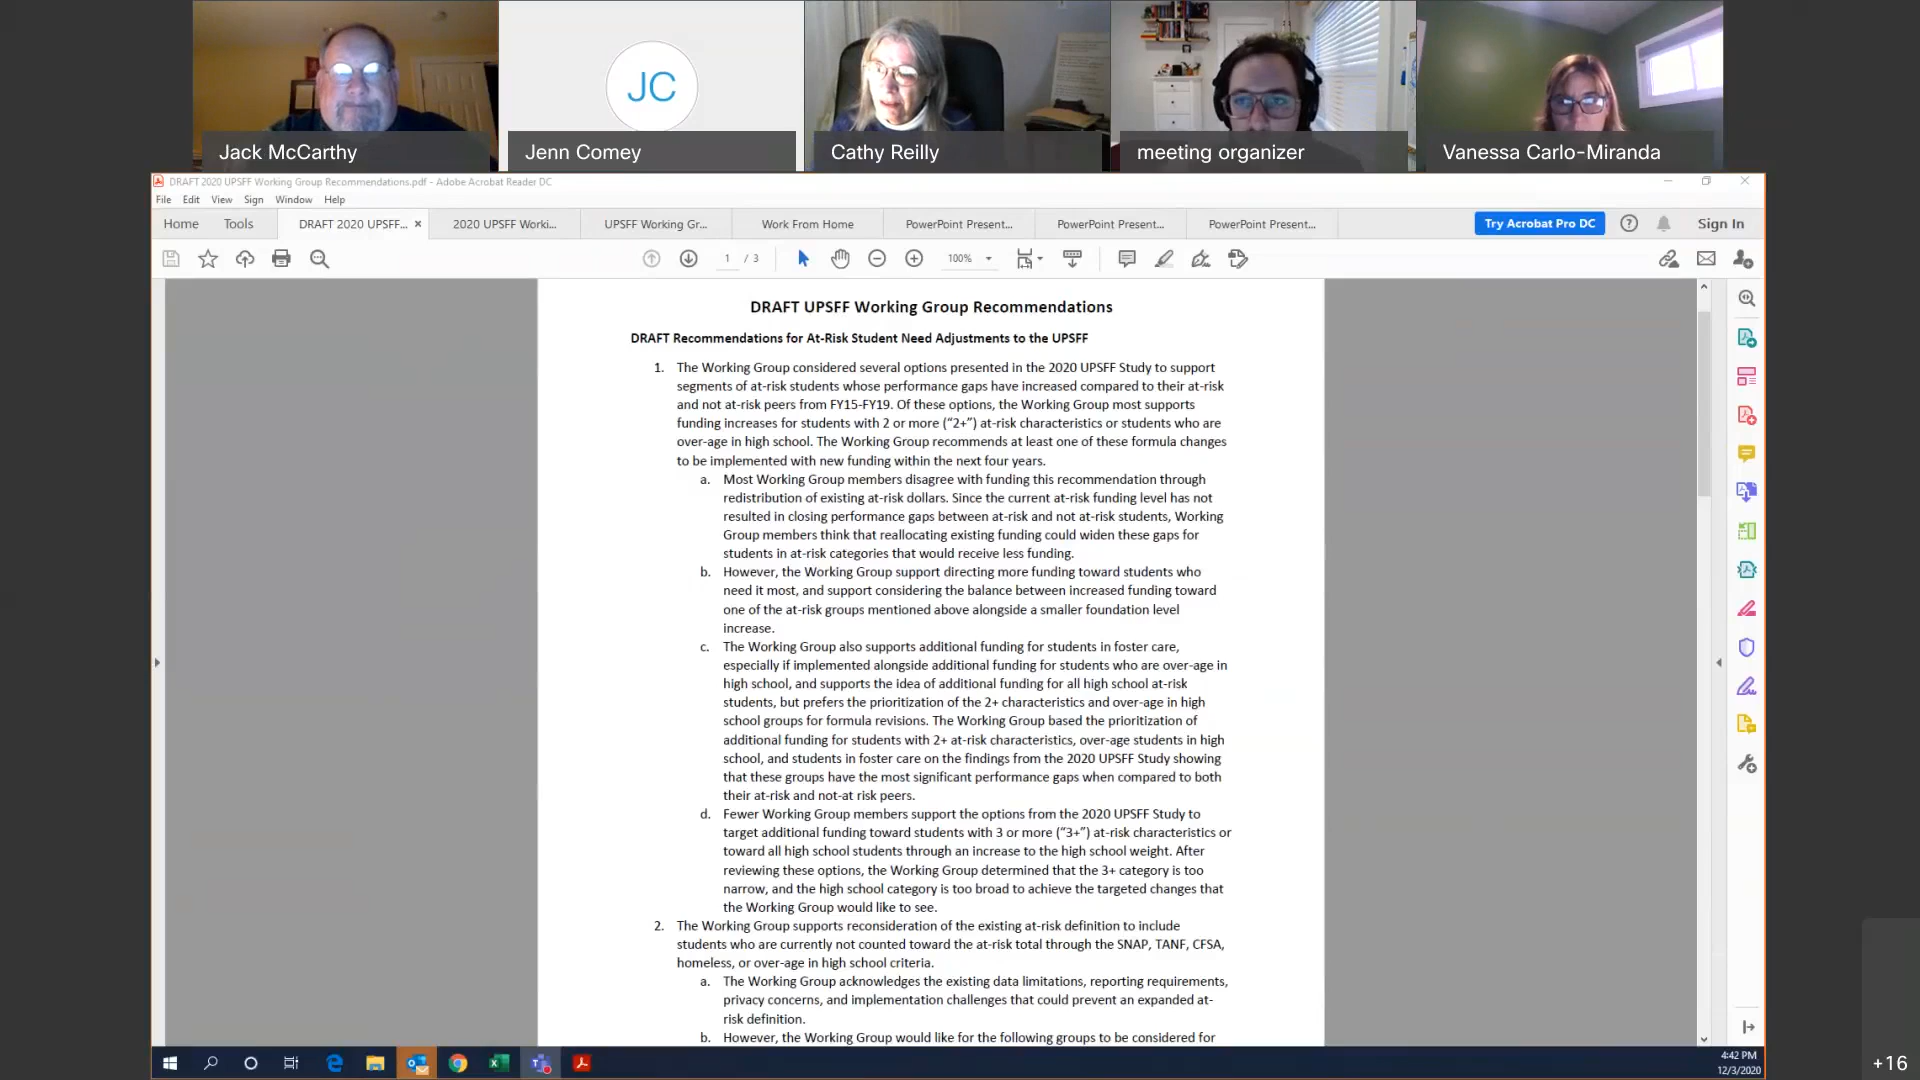 JC
Jack McCarthy
Jenn Comey
Cathy Reilly
meeting organizer
Vanessa Carlo-Miranda
DRAFT 2020 UPSFF Working Group Recommendations.pdf - Adobe Acrobat Reader DC
File Edit View Sign Window Help
Home Tools DRAFT 2020 UPSFF... × 2020 UPSFF Worki... UPSFF Working Gr... Work From Home PowerPoint Present... PowerPoint Present... PowerPoint Present... Try Acrobat Pro DC Sign In
1 / 3 100%
DRAFT UPSFF Working Group Recommendations
DRAFT Recommendations for At-Risk Student Need Adjustments to the UPSFF
1. The Working Group considered several options presented in the 2020 UPSFF Study to support
segments of at-risk students whose performance gaps have increased compared to their at-risk
and not at-risk peers from FY15-FY19. Of these options, the Working Group most supports
funding increases for students with 2 or more (“2+”) at-risk characteristics or students who are
over-age in high school. The Working Group recommends at least one of these formula changes
to be implemented with new funding within the next four years.
a. Most Working Group members disagree with funding this recommendation through
redistribution of existing at-risk dollars. Since the current at-risk funding level has not
resulted in closing performance gaps between at-risk and not at-risk students, Working
Group members think that reallocating existing funding could widen these gaps for
students in at-risk categories that would receive less funding.
b. However, the Working Group support directing more funding toward students who
need it most, and support considering the balance between increased funding toward
one of the at-risk groups mentioned above alongside a smaller foundation level
increase.
c. The Working Group also supports additional funding for students in foster care,
especially if implemented alongside additional funding for students who are over-age in
high school, and supports the idea of additional funding for all high school at-risk
students, but prefers the prioritization of the 2+ characteristics and over-age in high
school groups for formula revisions. The Working Group based the prioritization of
additional funding for students with 2+ at-risk characteristics, over-age students in high
school, and students in foster care on the findings from the 2020 UPSFF Study showing
that these groups have the most significant performance gaps when compared to both
their at-risk and not-at risk peers.
d. Fewer Working Group members support the options from the 2020 UPSFF Study to
target additional funding toward students with 3 or more (“3+”) at-risk characteristics or
toward all high school students through an increase to the high school weight. After
reviewing these options, the Working Group determined that the 3+ category is too
narrow, and the high school category is too broad to achieve the targeted changes that
the Working Group would like to see.
2. The Working Group supports reconsideration of the existing at-risk definition to include
students who are currently not counted toward the at-risk total through the SNAP, TANF, CFSA,
homeless, or over-age in high school criteria.
a. The Working Group acknowledges the existing data limitations, reporting requirements,
privacy concerns, and implementation challenges that could prevent an expanded at-
risk definition.
b. However, the Working Group would like for the following groups to be considered for
4:42 PM
12/3/2020
+16